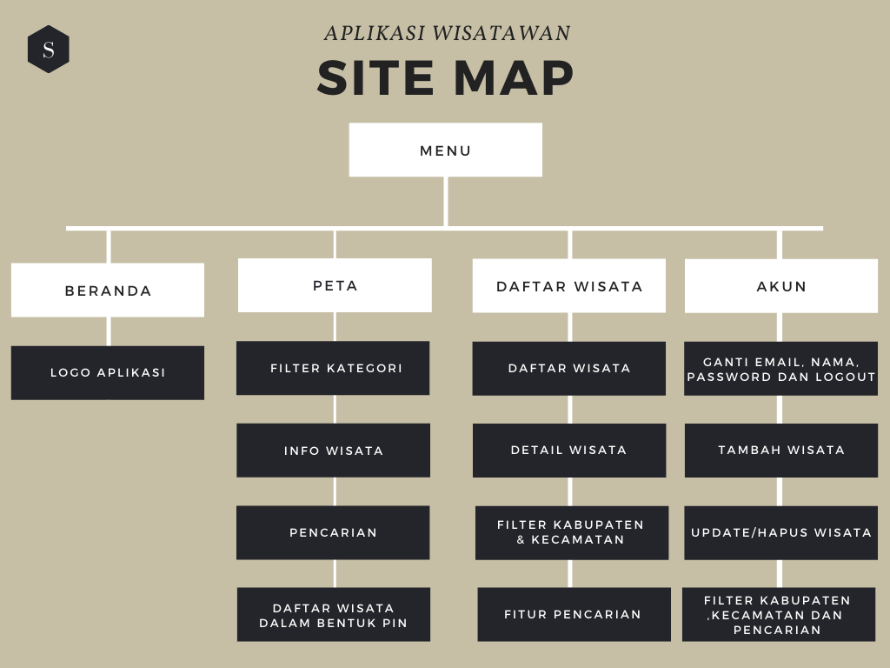 S
APLIKASI WISATAWAN
SITE MAP
MENU
BERANDA
LOGO APLIKASI
PETA
FILTER KATEGORI
INFO WISATA
PENCARIAN
DAFTAR WISATA
DALAM BENTUK PIN
DAFTAR WISATA
DAFTAR WISATA
DETAIL WISATA
FILTER KABUPATEN
& KECAMATAN
FITUR PENCARIAN
AKUN
GANTI EMAIL, NAMA,
PASSWORD DAN LOGOUT
TAMBAH WISATA
UPDATE/HAPUS WISATA
FILTER KABUPATEN
,KECAMATAN DAN
PENCARIAN